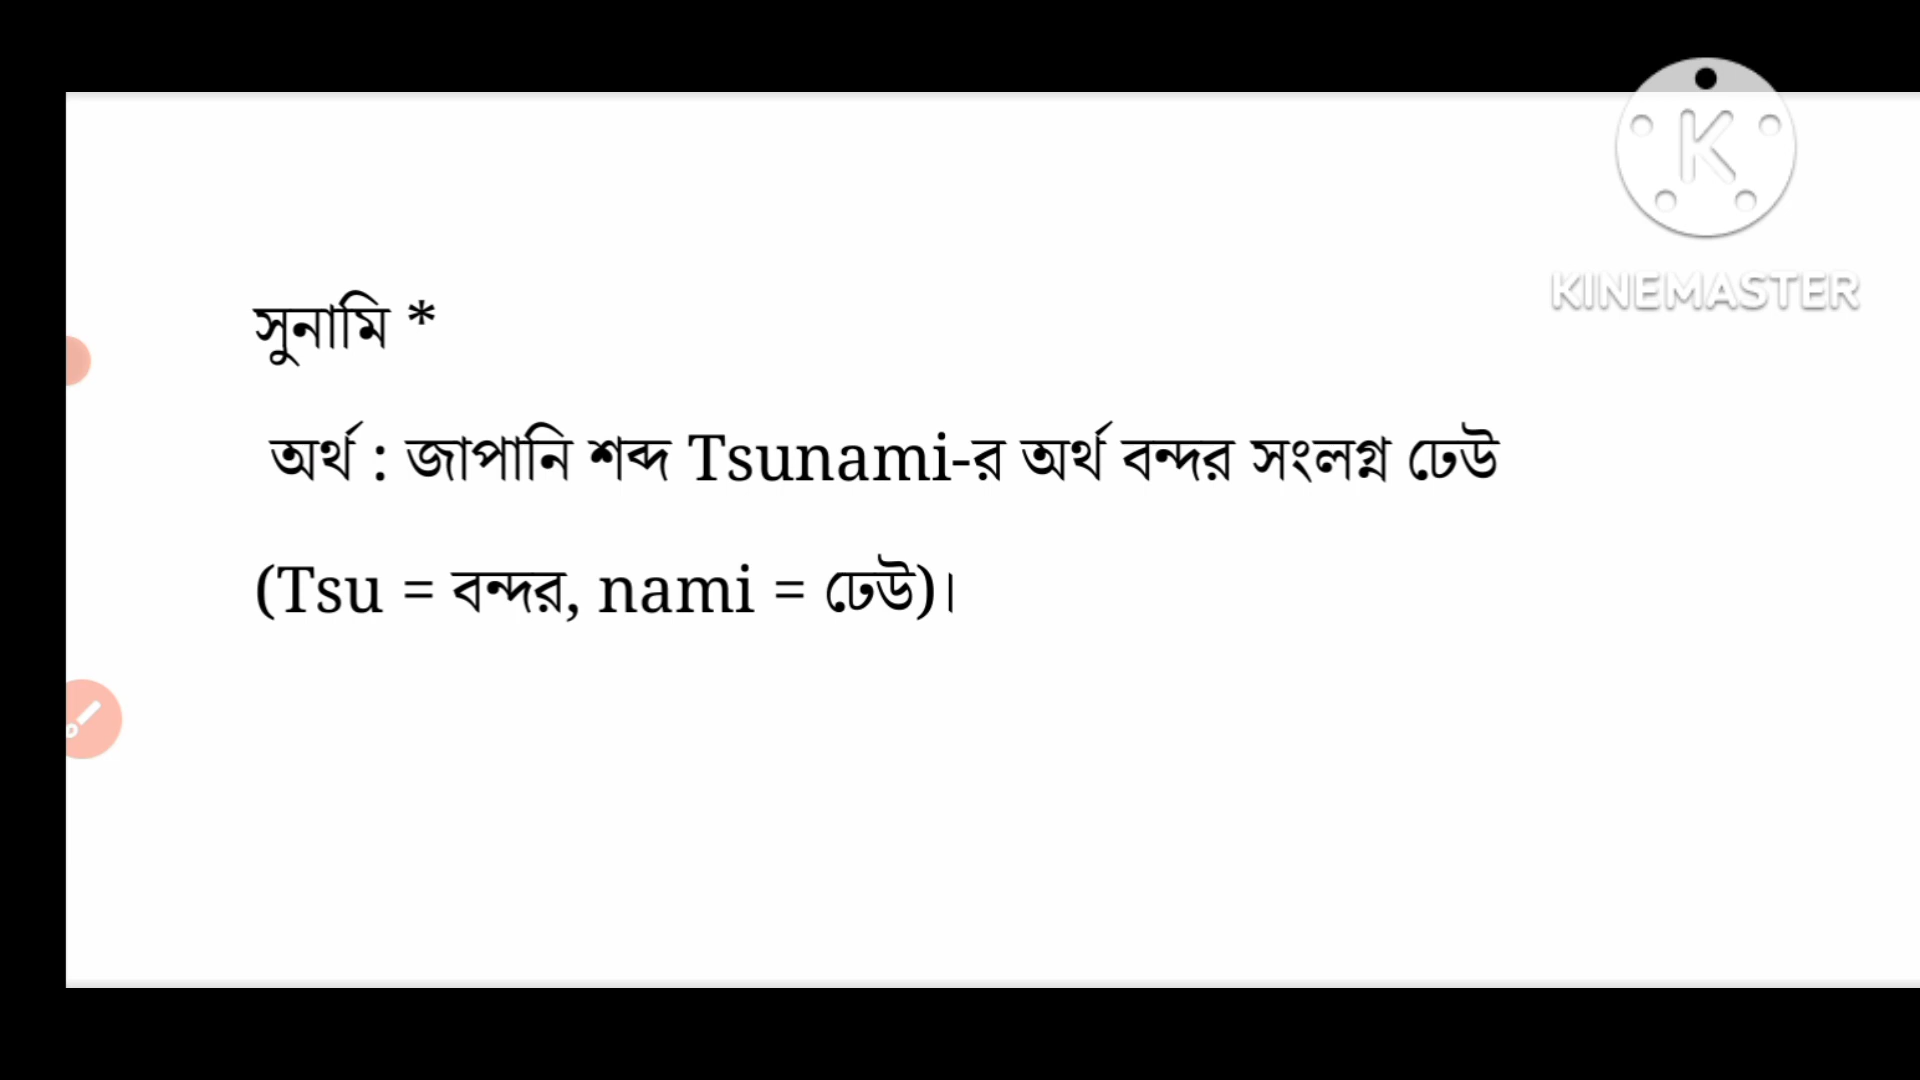 K
KINEMASTER
সুনামি *
অর্থ : জাপানি শব্দ Tsunami-র অর্থ বন্দর সংলগ্ন ঢেউ
(Tsu = বন্দর, nami = ঢেউ)।